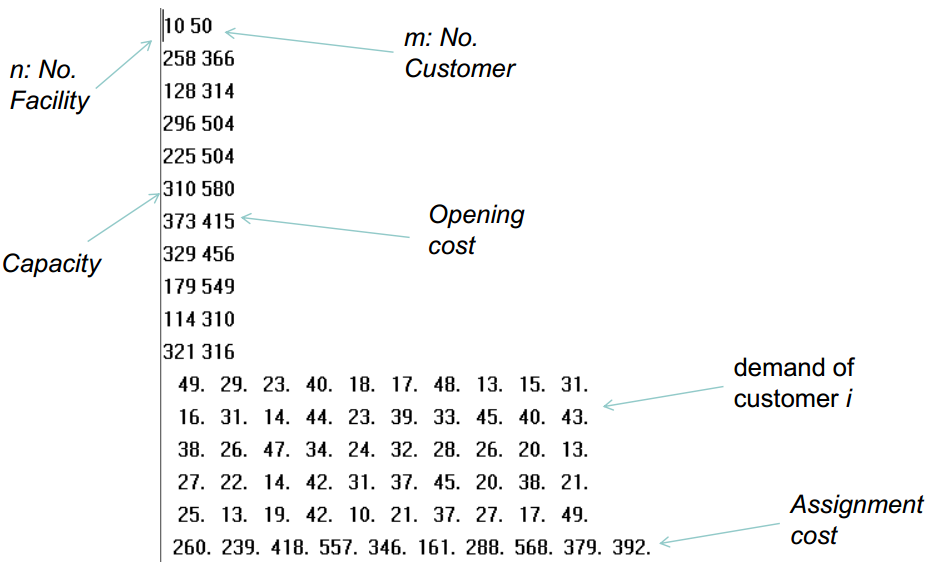 10 50
258 366
128 314
296 504
225 504
310 580
373 415
329 456
179 549
114 310
321 316
49. 29. 23. 40. 18. 17. 48. 13. 15. 31.
16. 31. 14. 44. 23. 39. 33. 45. 40. 43.
38. 26. 47. 34. 24. 32. 28. 26. 20. 13.
27. 22. 14. 42. 31. 37. 45. 20. 38. 21.
25. 13. 19. 42. 10. 21. 37. 27. 17. 49.
260. 239. 418. 557. 346. 161. 288. 568. 379. 392.
n: No.
Facility
Capacity
m: No.
Customer
Opening
cost
demand of
customer i
Assignment
cost